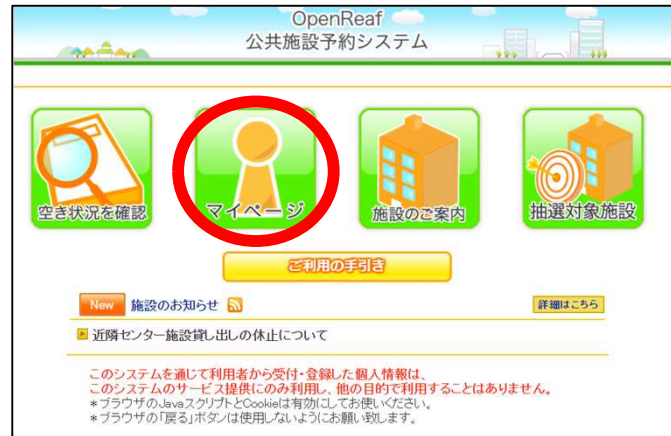 OpenReaf
公共施設予約システム
空き状況を確認
マイページ
施設のご案内
抽選対象施設
ご利用の手引き
New 施設のお知らせ
詳細はこちら
近隣センター施設貸し出しの休止について
このシステムを通じて利用者から受付・登録した個人情報は、
このシステムのサービス提供にのみ利用し、他の目的で利用することはありません。
*ブラウザのJavaスクリプトとCookieは有効にしてお使いください。
*ブラウザの「戻る」ボタンは使用しないようにお願い致します。